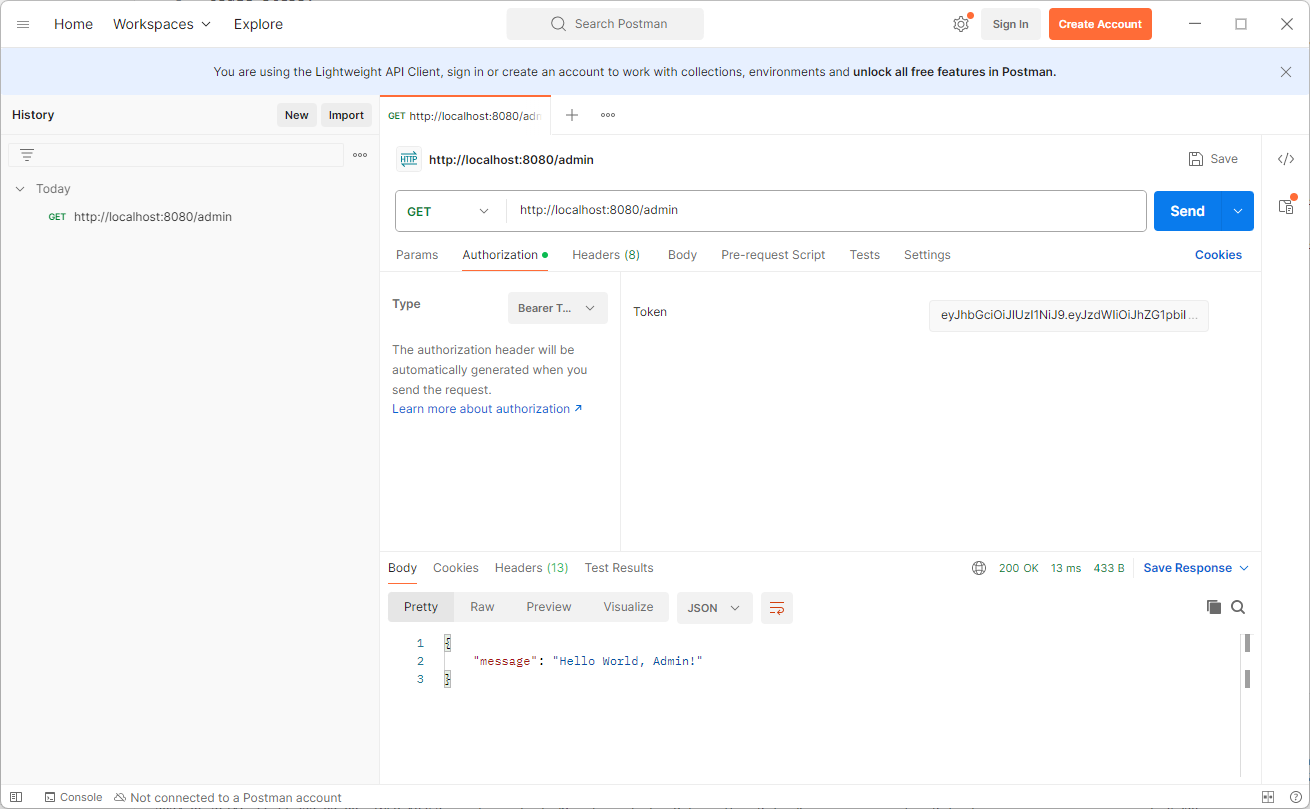 Home Workspaces Explore Search Postman Sign In Create Account
You are using the Lightweight API Client, sign in or create an account to work with collections, environments and unlock all free features in Postman.
History New Import
GET http://localhost:8080/adm
HTTP http://localhost:8080/admin Save
Today
GET http://localhost:8080/admin
GET http://localhost:8080/admin Send
Params Authorization Headers (8) Body Pre-request Script Tests Settings Cookies
Type Bearer T...
Token eyJhbGciOiJIUzI1NiJ9.eyJzdWIiOiJhZG1pbiI ...
The authorization header will be
automatically generated when you
send the request.
Learn more about authorization ↗
Body Cookies Headers (13) Test Results 200 OK 13 ms 433 B Save Response
Pretty Raw Preview Visualize JSON
1 {
2 "message": "Hello World, Admin!"
3 }
Console Not connected to a Postman account